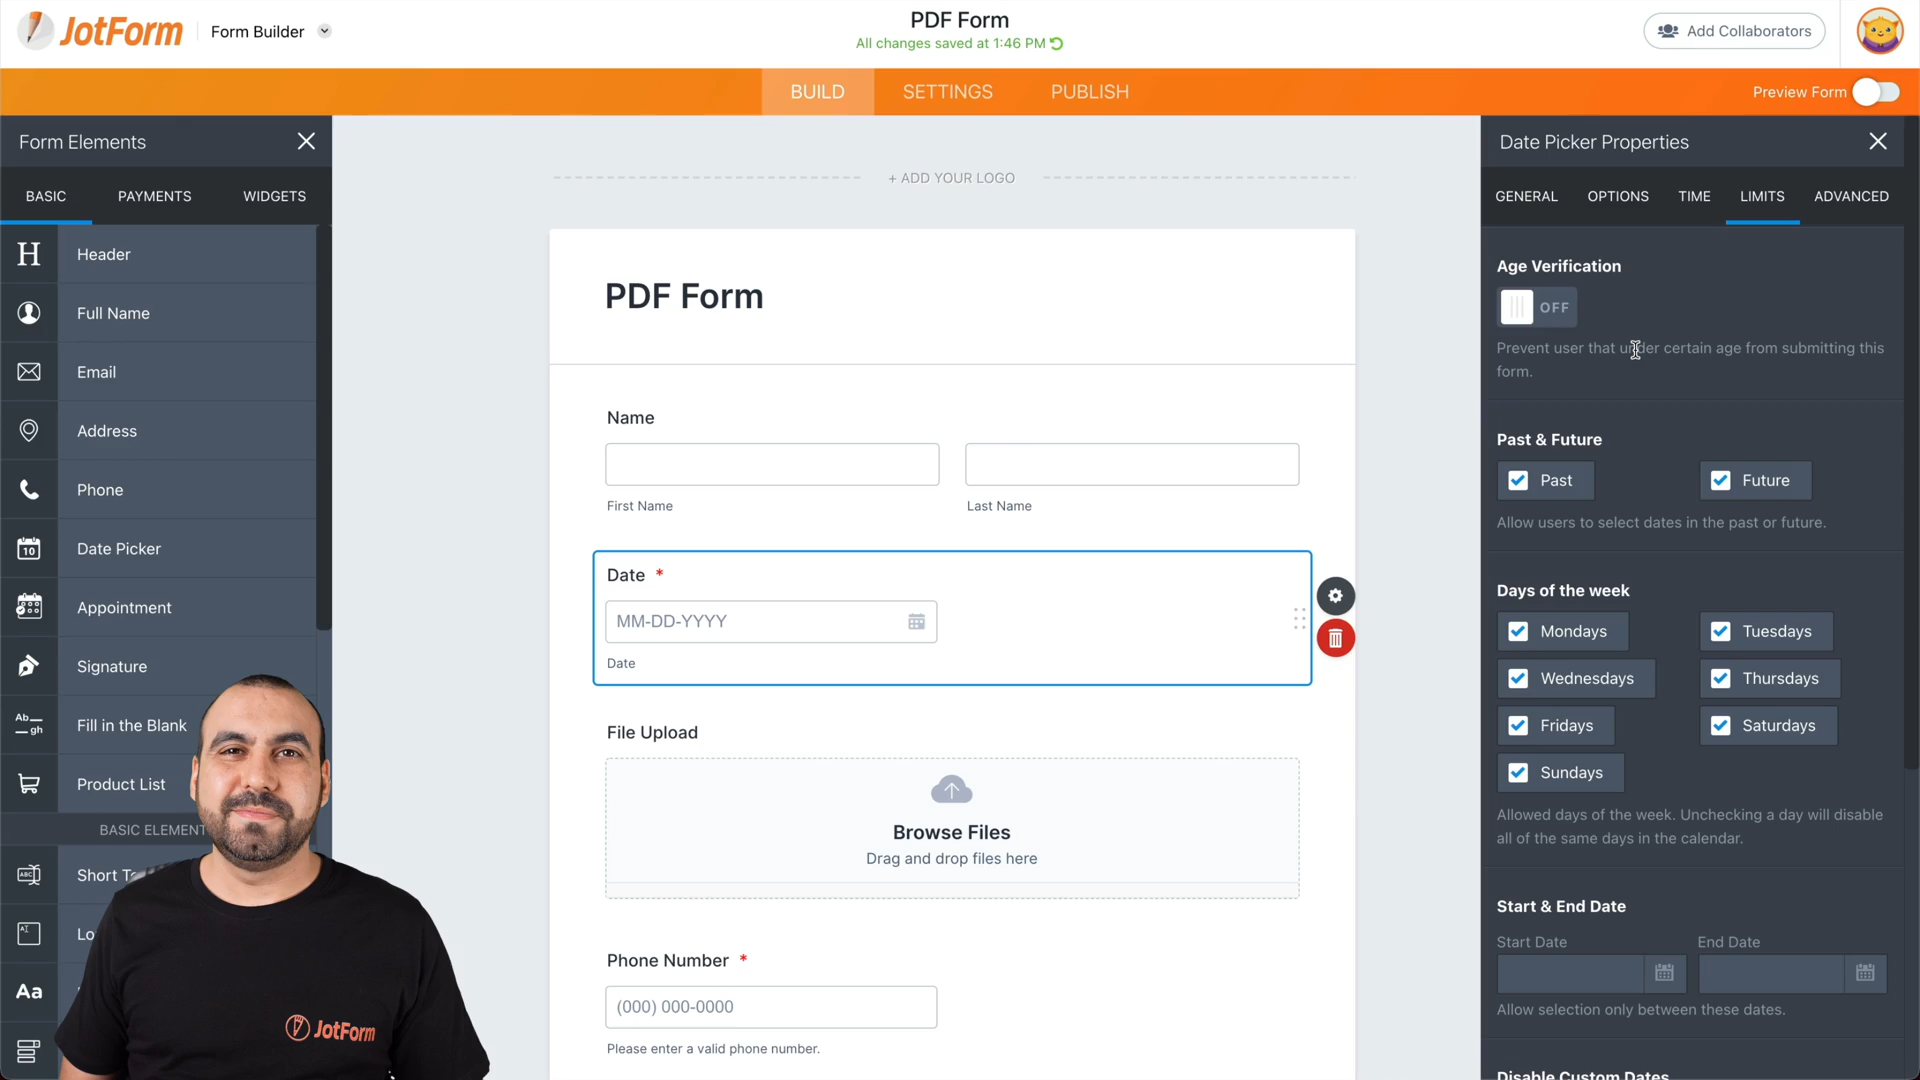 JotForm
Form Builder
PDF Form
All changes saved at 1:46 PM
Add Collaborators
BUILD
SETTINGS
PUBLISH
Preview Form
Form Elements
BASIC
PAYMENTS
WIDGETS
H
Header
Full Name
Email
Address
Phone
10
Date Picker
Appointment
Signature
Ab
gh
Fill in the Blank
Product List
BASIC ELEMENT
ABC
Short T
Lo
Aa
JotForm
+ ADD YOUR LOGO
PDF Form
Name
First Name
Last Name
Date *
MM-DD-YYYY
Date
File Upload
Browse Files
Drag and drop files here
Phone Number *
(000) 000-0000
Please enter a valid phone number.
Date Picker Properties
GENERAL
OPTIONS
TIME
LIMITS
ADVANCED
Age Verification
OFF
Prevent user that under certain age from submitting this
form.
Past & Future
Past
Future
Allow users to select dates in the past or future.
Days of the week
Mondays
Tuesdays
Wednesdays
Thursdays
Fridays
Saturdays
Sundays
Allowed days of the week. Unchecking a day will disable
all of the same days in the calendar.
Start & End Date
Start Date
End Date
Allow selection only between these dates.
Disable Custom Dates